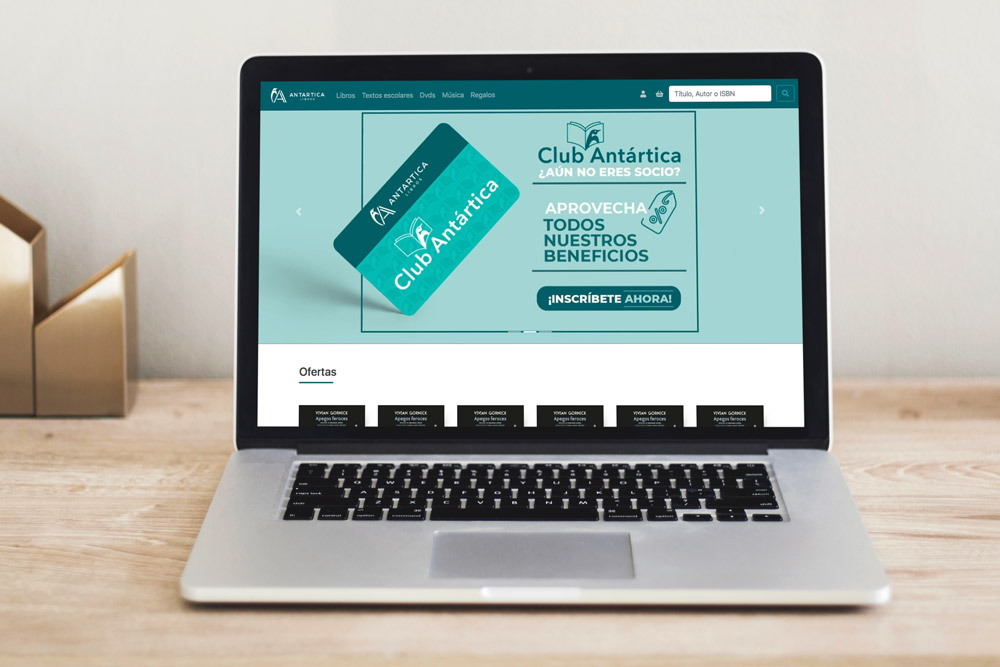 ANTARTICA
LIBROS
Libros Textos escolares Dvds Música Regalos
Título, Autor o ISBN
ANTARTICA
LIBROS
Club Antártica
Club Antártica
¿AÚN NO ERES SOCIO?
APROVECHA
TODOS
NUESTROS
BENEFICIOS
¡INSCRÍBETE AHORA!
Ofertas
VIVIAN GORNICK VIVIAN GORNICK VIVIAN GORNICK VIVIAN GORNICK VIVIAN GORNICK VIVIAN GORNICK
Apegos feroces Apegos feroces Apegos feroces Apegos feroces Apegos feroces Apegos feroces